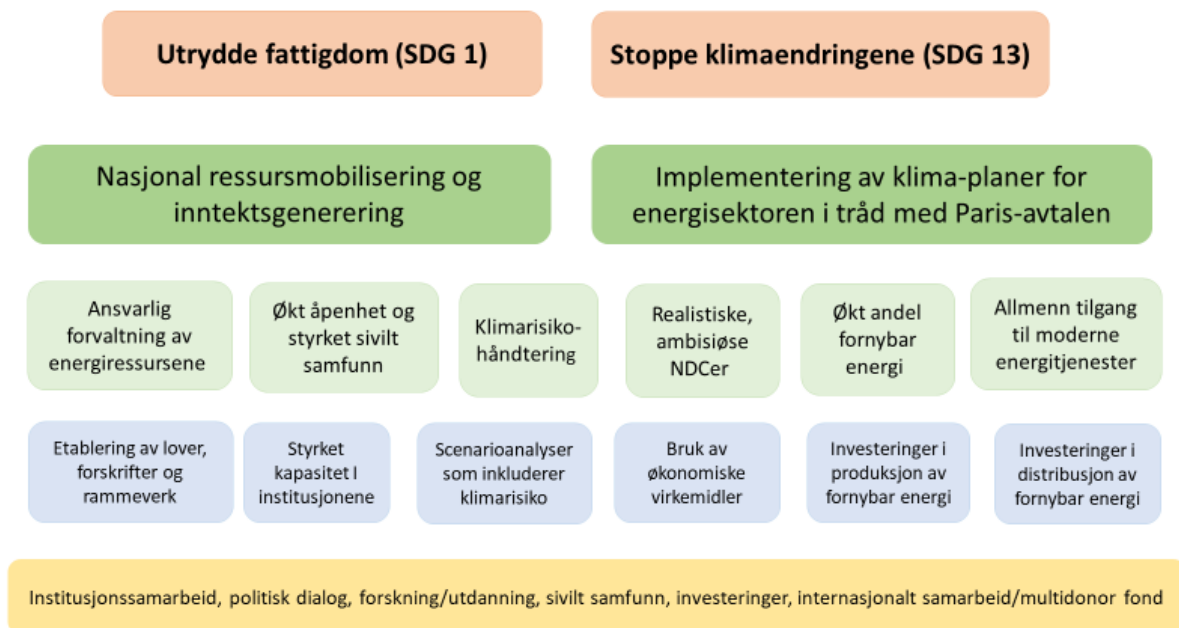 Utrydde fattigdom (SDG 1)
Stoppe klimaendringene (SDG 13)
Nasjonal ressursmobilisering og
inntektsgenerering
Implementering av klima-planer for
energisektoren i tråd med Paris-avtalen
Ansvarlig
forvaltning av
energiressursene
Økt åpenhet og
styrket sivilt
samfunn
Klimarisiko-
håndtering
Realistiske,
ambisiøse
NDCer
Økt andel
fornybar
energi
Allmenn tilgang
til moderne
energitjenester
Etablering av lover,
forskrifter og
rammeverk
Styrket
kapasitet I
institusjonene
Scenarioanalyser
som inkluderer
klimarisiko
Bruk av
økonomiske
virkemidler
Investeringer i
produksjon av
fornybar energi
Investeringer i
distribusjon av
fornybar energi
Institusjonssamarbeid, politisk dialog, forskning/utdanning, sivilt samfunn, investeringer, internasjonalt samarbeid/multidonor fond